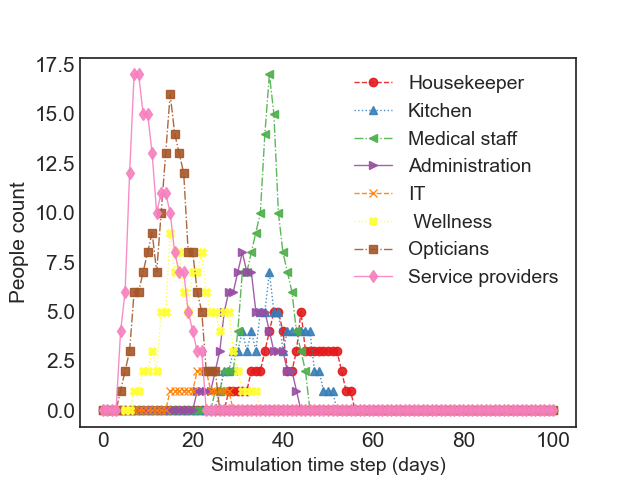 17.5
15.0
12.5
10.0
7.5
5.0
2.5
0.0
People count
Housekeeper
Kitchen
Medical staff
Administration
IT
Wellness
Opticians
Service providers
0 20 40 60 80 100
Simulation time step (days)